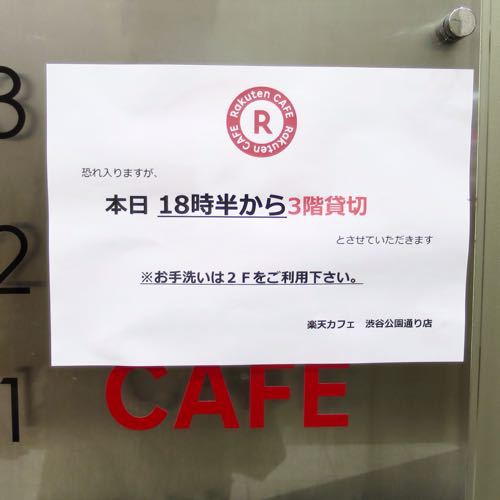 3
Rakuten CAFE Rakuten CAFE
R
恐れ入りますが、
本日 18時半から3階貸切
とさせていただきます
2
※お手洗いは２Ｆをご利用下さい。
楽天カフェ　渋谷公園通り店
1
CAFE